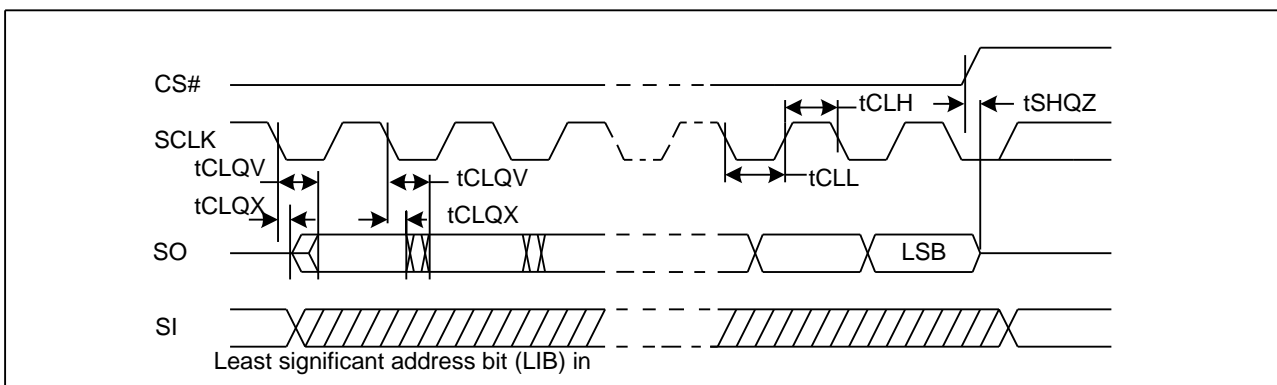 CS#
tCLH
tSHQZ
SCLK
tCLQV
tCLQV
tCLL
tCLQX
tCLQX
SO
LSB
SI
Least significant address bit (LIB) in